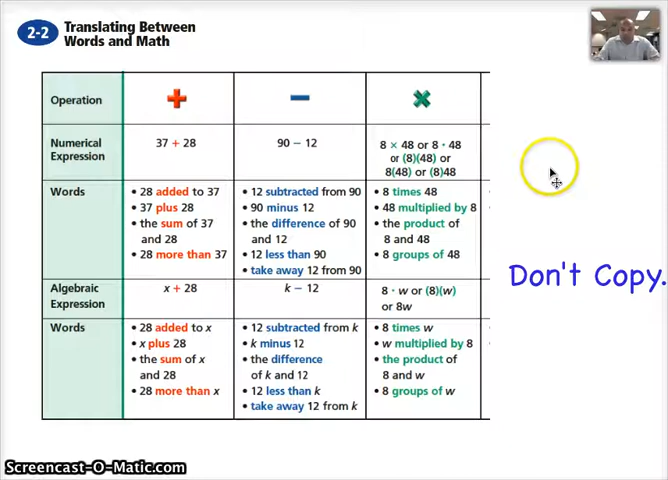 2-2 Translating Between
Words and Math
Operation + − ×
Numerical Expression
37 + 28
90 − 12
8 × 48 or 8 · 48
or (8)(48) or
8(48) or (8)48
Words
• 28 added to 37
• 37 plus 28
• the sum of 37
and 28
• 28 more than 37
• 12 subtracted from 90
• 90 minus 12
• the difference of 90
and 12
• 12 less than 90
• take away 12 from 90
• 8 times 48
• 48 multiplied by 8
• the product of
8 and 48
• 8 groups of 48
Algebraic
Expression
x + 28
k − 12
8 · w or (8)(w)
or 8w
Words
• 28 added to x
• x plus 28
• the sum of x
and 28
• 28 more than x
• 12 subtracted from k
• k minus 12
• the difference
of k and 12
• 12 less than k
• take away 12 from k
• 8 times w
• w multiplied by 8
• the product of
8 and w
• 8 groups of w
Don't Copy.
Screencast-O-Matic.com